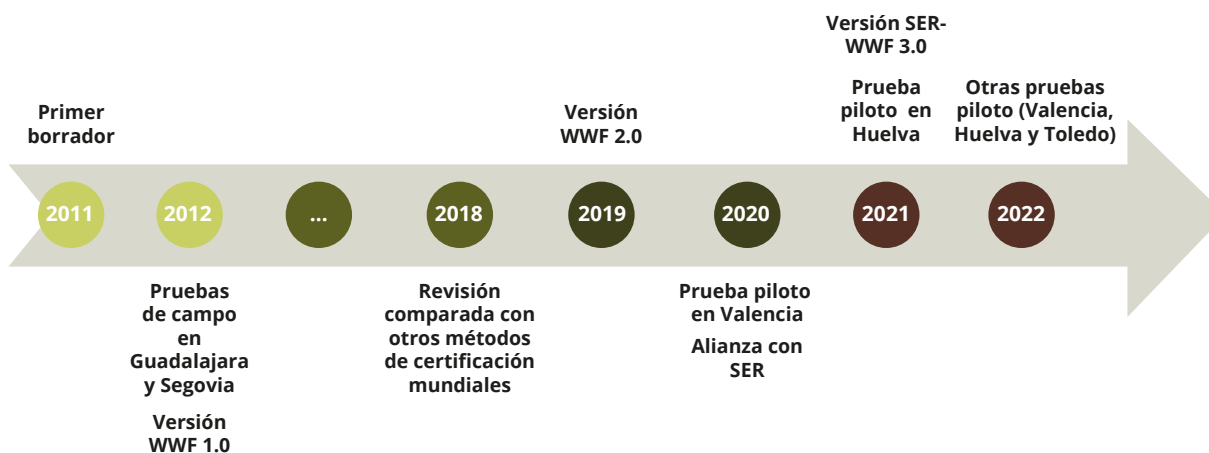 Versión SER-
WWF 3.0
Primer
borrador
Versión
WWF 2.0
Prueba
piloto en
Huelva
Otras pruebas
piloto (Valencia,
Huelva y Toledo)
2011
2012
...
2018
2019
2020
2021
2022
Pruebas
de campo
en
Guadalajara
y Segovia
Versión
WWF 1.0
Revisión
comparada con
otros métodos
de certificación
mundiales
Prueba piloto
en Valencia
Alianza con
SER